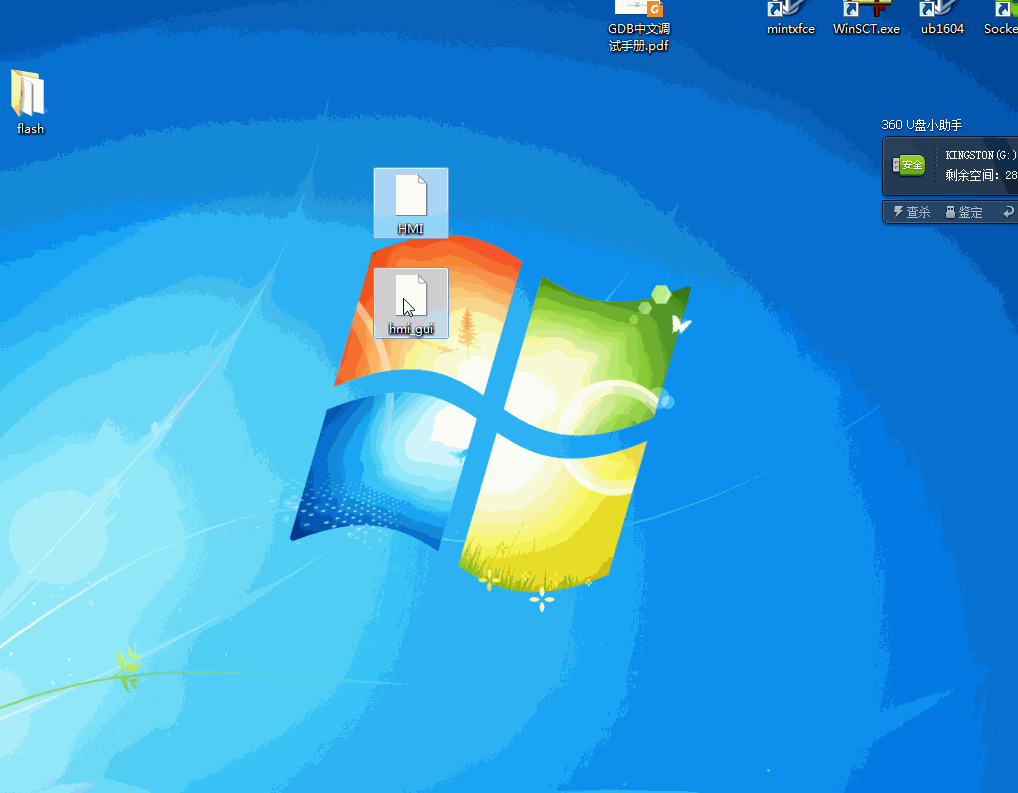 GDB中文调
试手册.pdf
mintxfce
WinSCT.exe
ub1604
Socke
flash
360 U盘小助手
安全
KINGSTON(G:)
剩余空间: 28
查杀
鉴定
HMI
hmi_gui